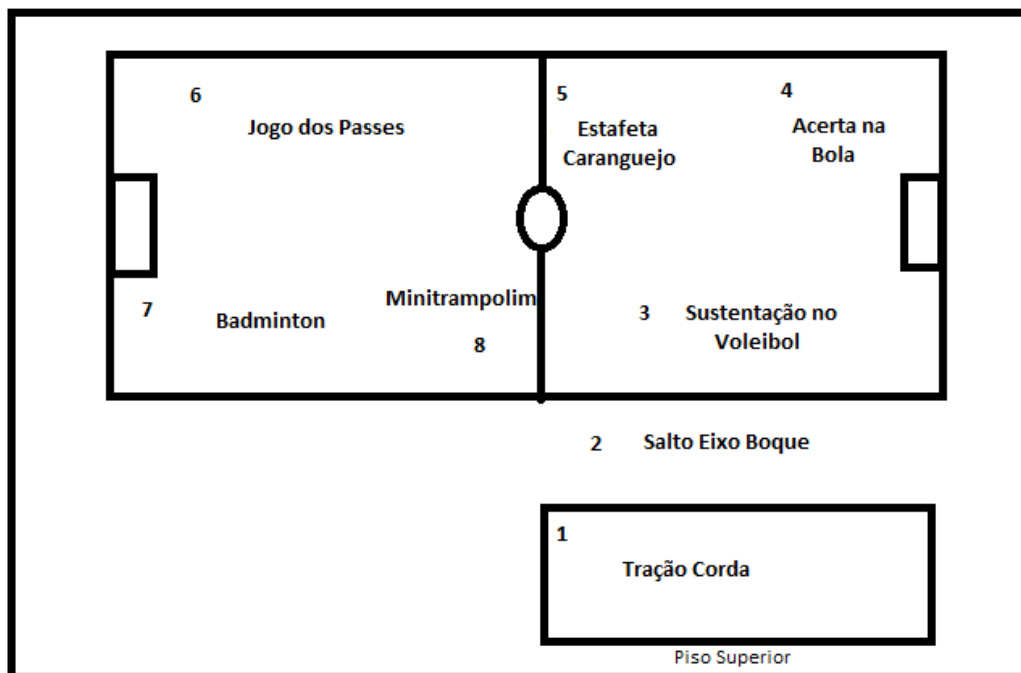 6
Jogo dos Passes
5
Estafeta
Caranguejo
4
Acerta na
Bola
7
Badminton
Minitrampolim
8
3
Sustentação no
Voleibol
2
Salto Eixo Boque
1
Tração Corda
Piso Superior